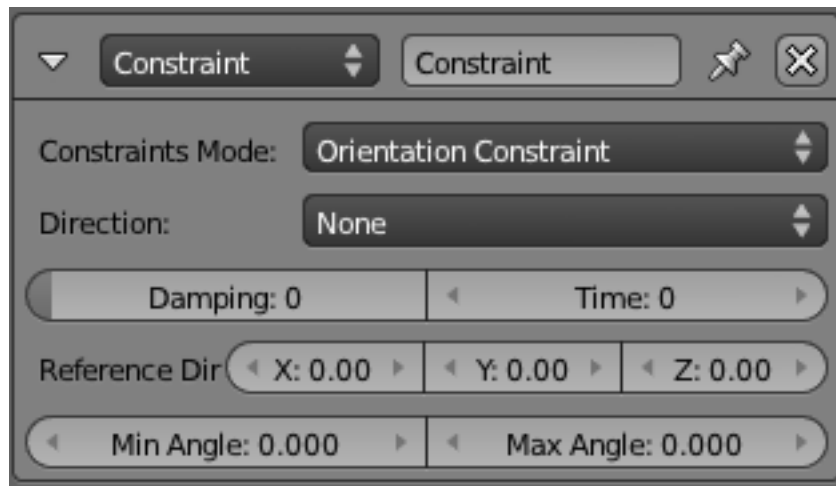 Constraint Constraint
Constraints Mode: Orientation Constraint
Direction: None
Damping: 0 Time: 0
Reference Dir X: 0.00 Y: 0.00 Z: 0.00
Min Angle: 0.000 Max Angle: 0.000